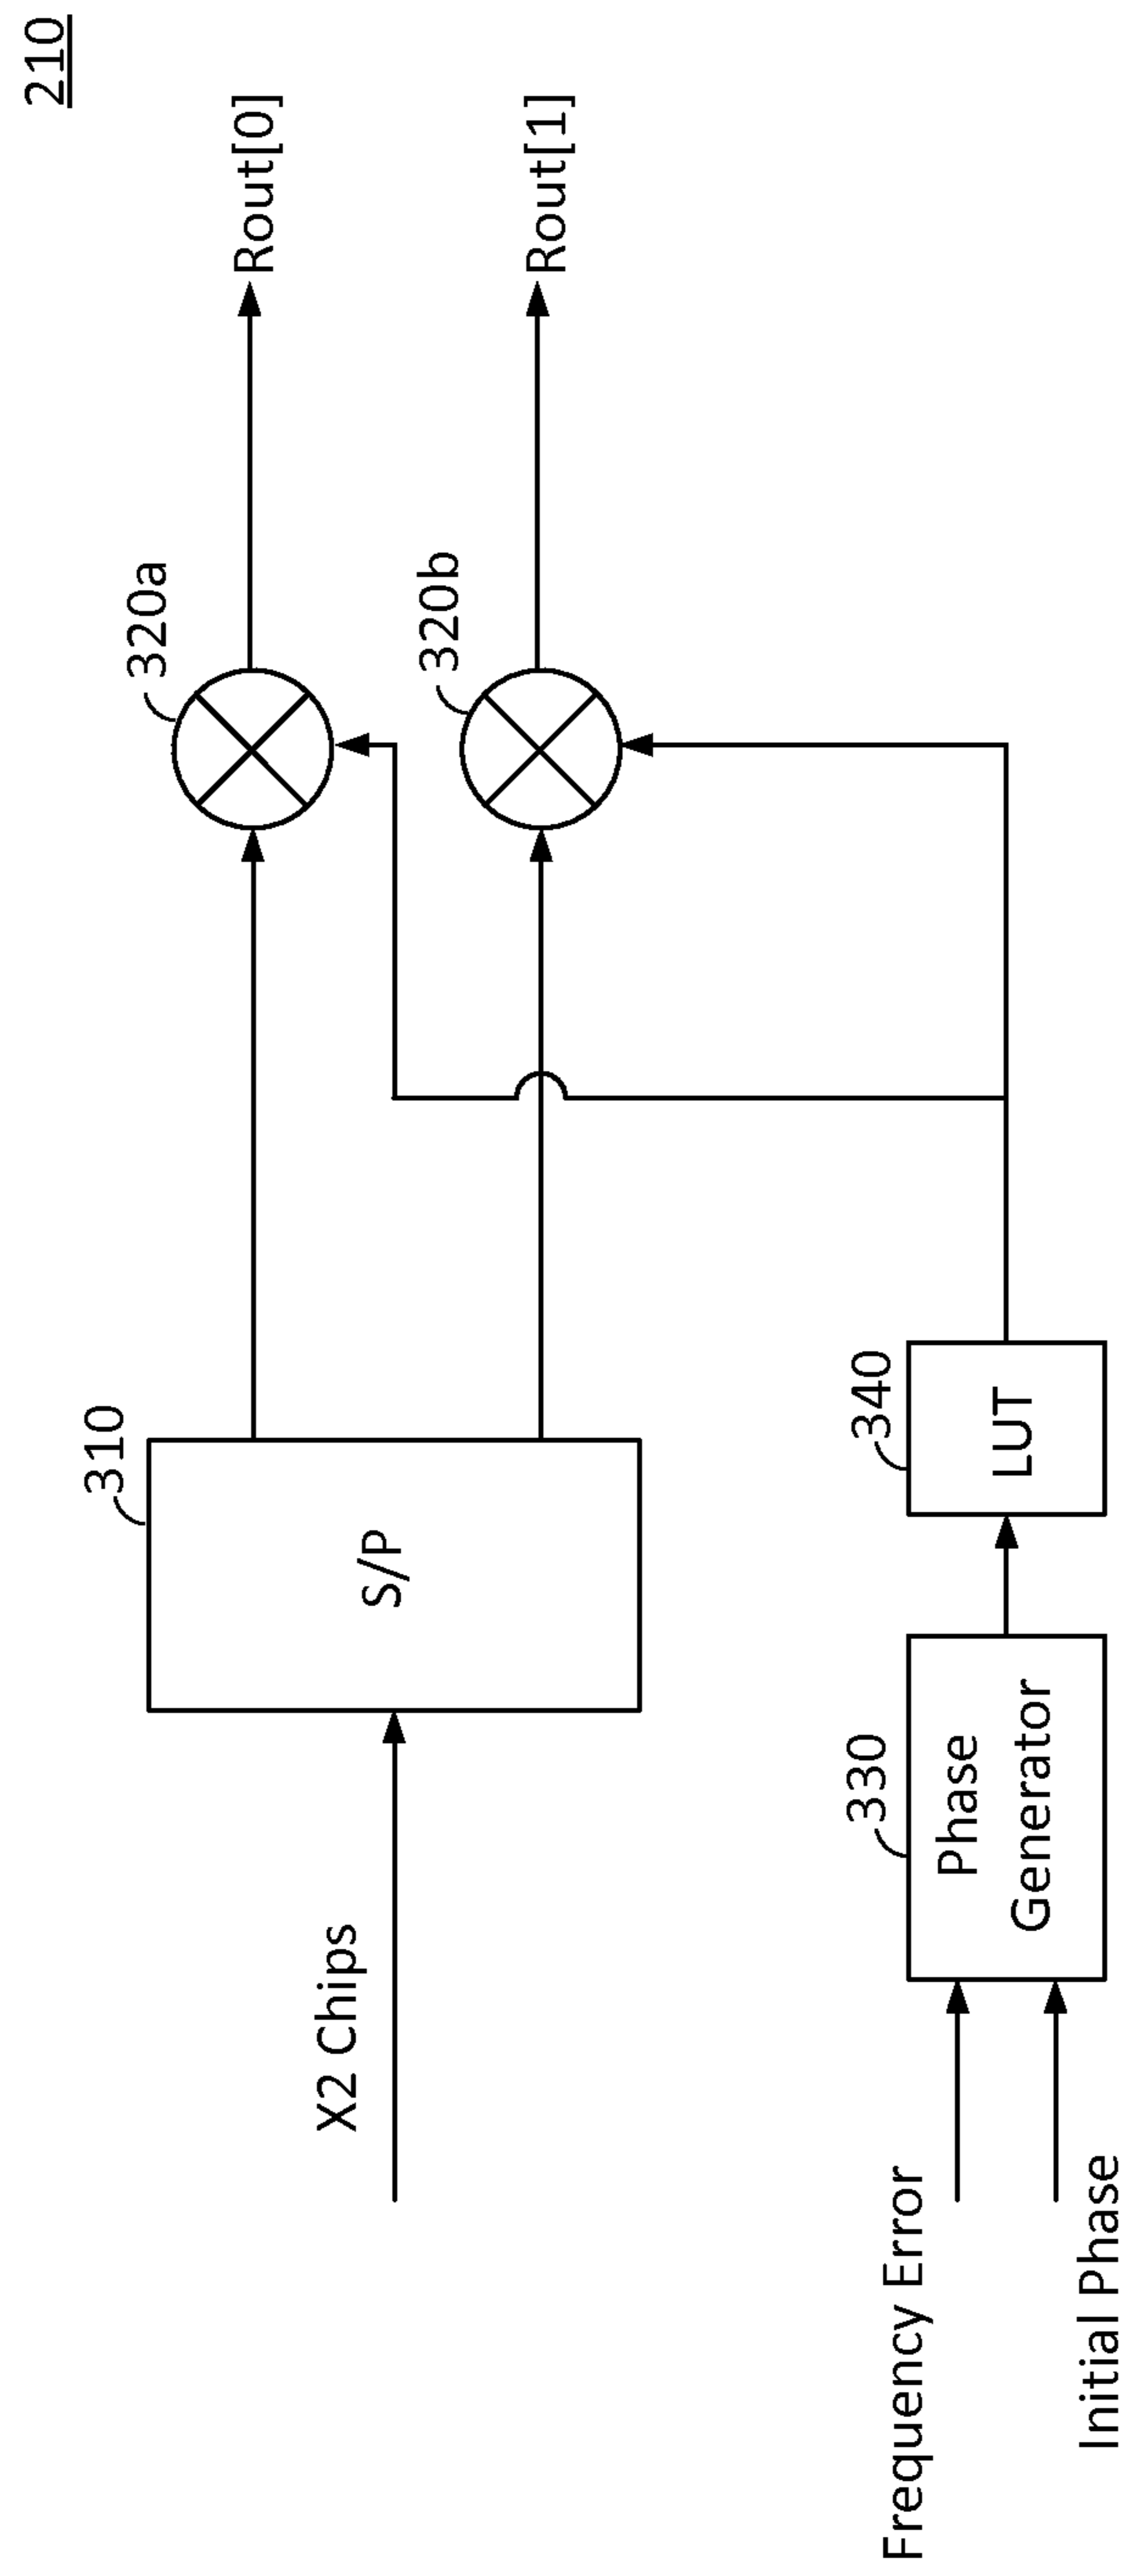 210
310
S/P
X2 Chips
320a
Rout[0]
320b
Rout[1]
330
Phase
Generator
340
LUT
Frequency Error
Initial Phase